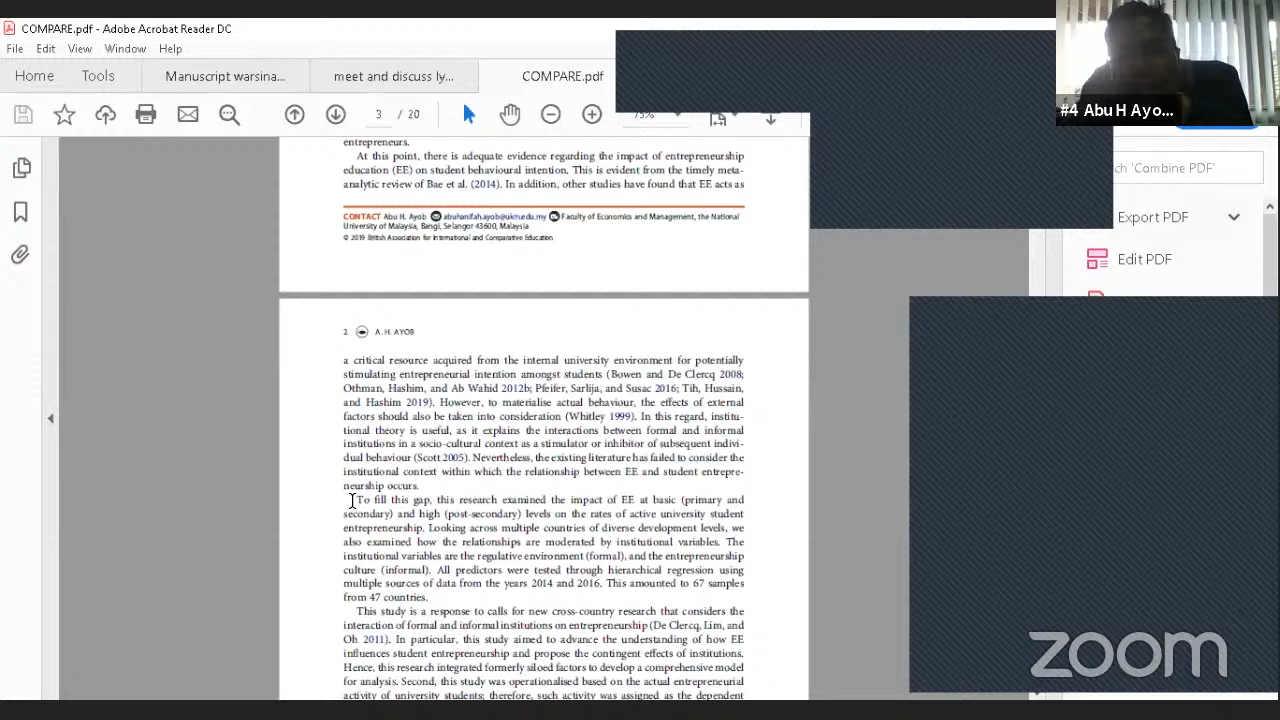 COMPARE.pdf - Adobe Acrobat Reader DC
File Edit View Window Help
Home Tools Manuscript warsina... meet and discuss ly... COMPARE.pdf
3 / 20 75%
#4 Abu H Ayo...
ch 'Combine PDF'
Export PDF
Edit PDF
entrepreneurs.
At this point, there is adequate evidence regarding the impact of entrepreneurship
education (EE) on student behavioural intention. This is evident from the timely meta-
analytic review of Bae et al. (2014). In addition, other studies have found that EE acts as
CONTACT Abu H. Ayob abuhanifah.ayob@ukm.edu.my Faculty of Economics and Management, the National
University of Malaysia, Bangi, Selangor 43600, Malaysia
© 2019 British Association for International and Comparative Education
2 A. H. AYOB
a critical resource acquired from the internal university environment for potentially
stimulating entrepreneurial intention amongst students (Bowen and De Clercq 2008;
Othman, Hashim, and Ab Wahid 2012b; Pfeifer, Sarlija, and Susac 2016; Tih, Hussain,
and Hashim 2019). However, to materialise actual behaviour, the effects of external
factors should also be taken into consideration (Whitley 1999). In this regard, institu-
tional theory is useful, as it explains the interactions between formal and informal
institutions in a socio-cultural context as a stimulator or inhibitor of subsequent indivi-
dual behaviour (Scott 2005). Nevertheless, the existing literature has failed to consider the
institutional context within which the relationship between EE and student entrepre-
neurship occurs.
To fill this gap, this research examined the impact of EE at basic (primary and
secondary) and high (post-secondary) levels on the rates of active university student
entrepreneurship. Looking across multiple countries of diverse development levels, we
also examined how the relationships are moderated by institutional variables. The
institutional variables are the regulative environment (formal), and the entrepreneurship
culture (informal). All predictors were tested through hierarchical regression using
multiple sources of data from the years 2014 and 2016. This amounted to 67 samples
from 47 countries.
This study is a response to calls for new cross-country research that considers the
interaction of formal and informal institutions on entrepreneurship (De Clercq, Lim, and
Oh 2011). In particular, this study aimed to advance the understanding of how EE
influences student entrepreneurship and propose the contingent effects of institutions.
Hence, this research integrated formerly siloed factors to develop a comprehensive model
for analysis. Second, this study was operationalised based on the actual entrepreneurial
activity of university students; therefore, such activity was assigned as the dependent
zoom